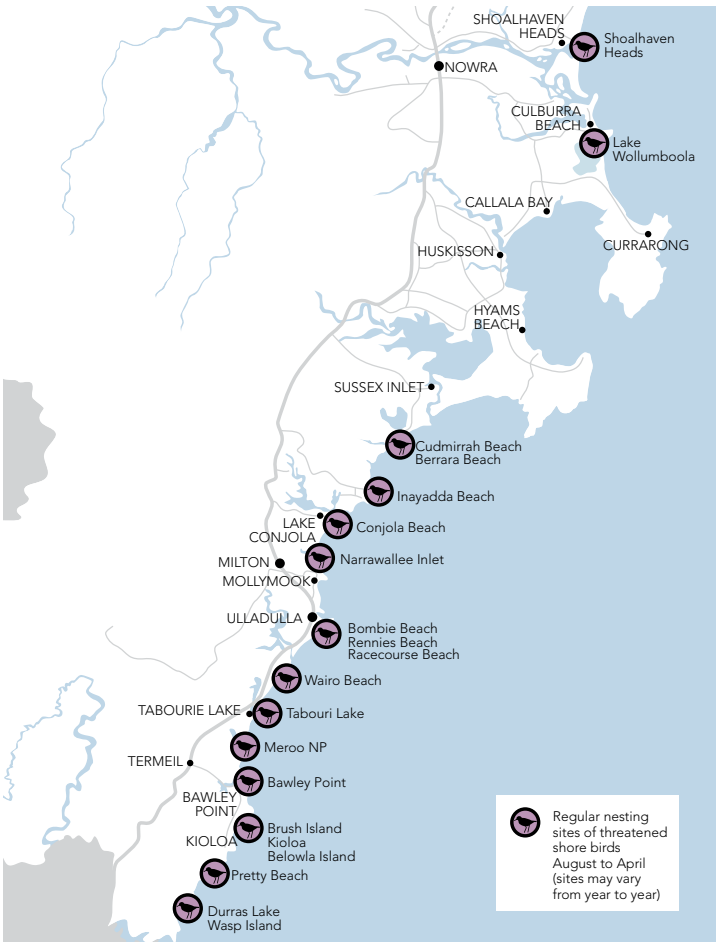 SHOALHAVEN
HEADS
Shoalhaven
Heads
NOWRA
CULBURRA
BEACH
Lake
Wollumboola
CALLALA BAY
CURRARONG
HUSKISSON
HYAMS
BEACH
SUSSEX INLET
Cudmirrah Beach
Berrara Beach
Inayadda Beach
LAKE
CONJOLA
Conjola Beach
Narrawallee Inlet
MILTON
MOLLYMOOK
ULLADULLA
Bombie Beach
Rennies Beach
Racecourse Beach
Wairo Beach
TABOURIE LAKE
Tabouri Lake
Meroo NP
TERMEIL
Bawley Point
BAWLEY
POINT
Brush Island
Kioloa
Belowla Island
KIOLOA
Pretty Beach
Durras Lake
Wasp Island
Regular nesting
sites of threatened
shore birds
August to April
(sites may vary
from year to year)